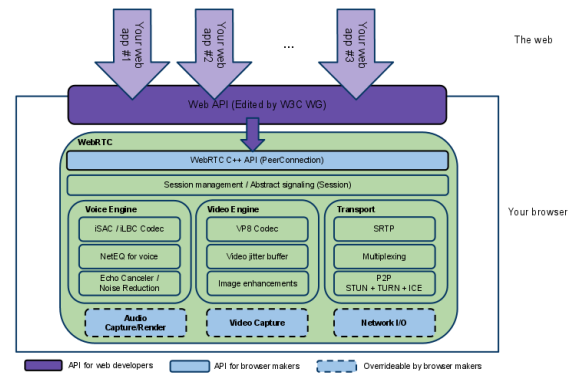 Your web
app #1
Your web
app #2
...
Your web
app #3
The web
Web API (Edited by W3C WG)
WebRTC
WebRTC C++ API (PeerConnection)
Session management / Abstract signaling (Session)
Your browser
Voice Engine
iSAC / iLBC Codec
NetEQ for voice
Echo Canceler /
Noise Reduction
Video Engine
VP8 Codec
Video jitter buffer
Image enhancements
Transport
SRTP
Multiplexing
P2P
STUN + TURN + ICE
Audio
Capture/Render
Video Capture
Network I/O
API for web developers
API for browser makers
Overrideable by browser makers